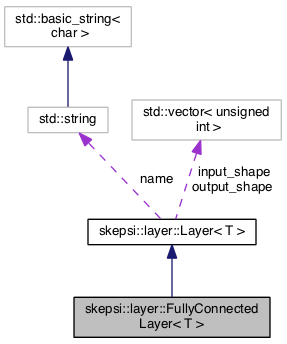 std::basic_string<
char >
std::string
std::vector< unsigned
int >
name
input_shape
output_shape
skepsi::layer::Layer< T >
skepsi::layer::FullyConnected
Layer< T >